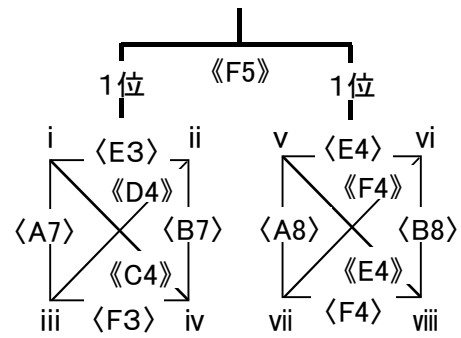 《F5》
1位 1位
i ii v vi
〈E3〉 〈E4〉
《D4》 《F4》
〈A7〉 〈B7〉 〈A8〉 〈B8〉
《C4》 《E4》
iii 〈F3〉 iv vii 〈F4〉 viii